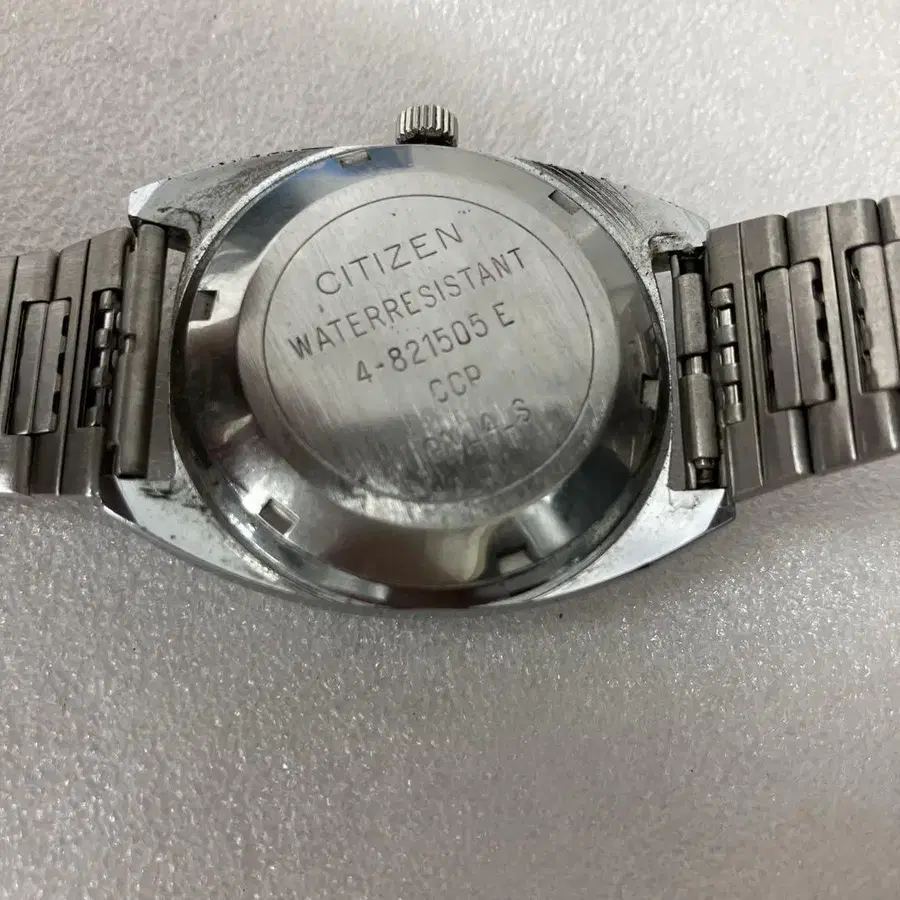 CITIZEN
WATERRESISTANT
4-821505 E
CCP